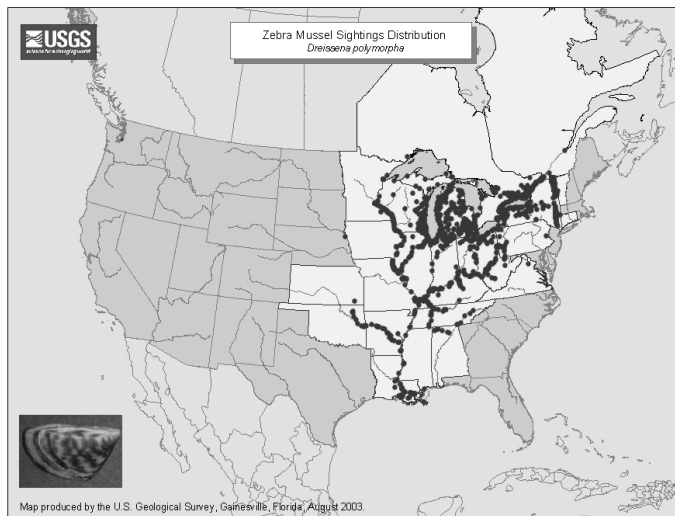 USGS
science for a changing world
Zebra Mussel Sightings Distribution
Dreissena polymorpha
Map produced by the U.S. Geological Survey, Gainesville, Florida, August 2003.